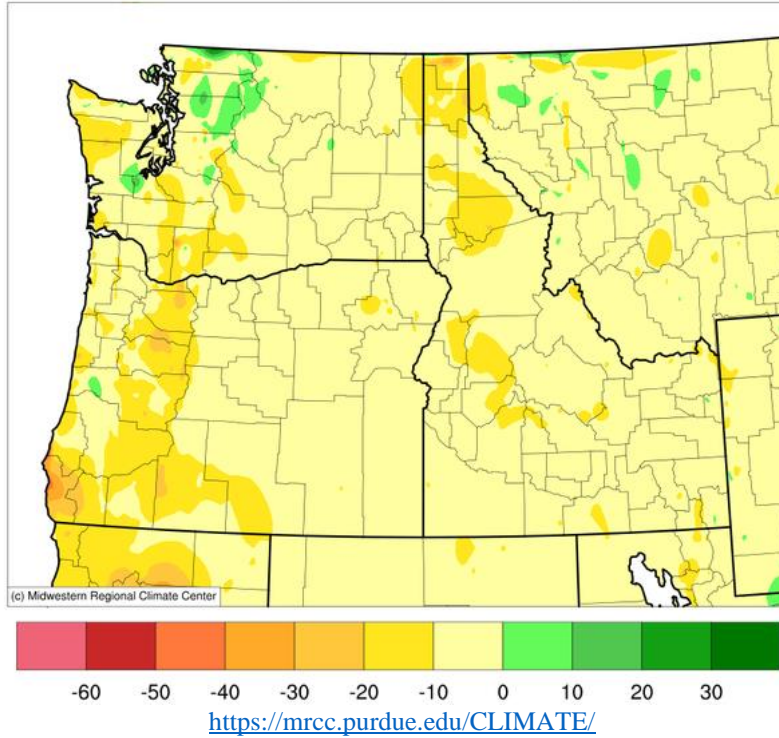 (c) Midwestern Regional Climate Center
-60 -50 -40 -30 -20 -10 0 10 20 30
https://mrcc.purdue.edu/CLIMATE/